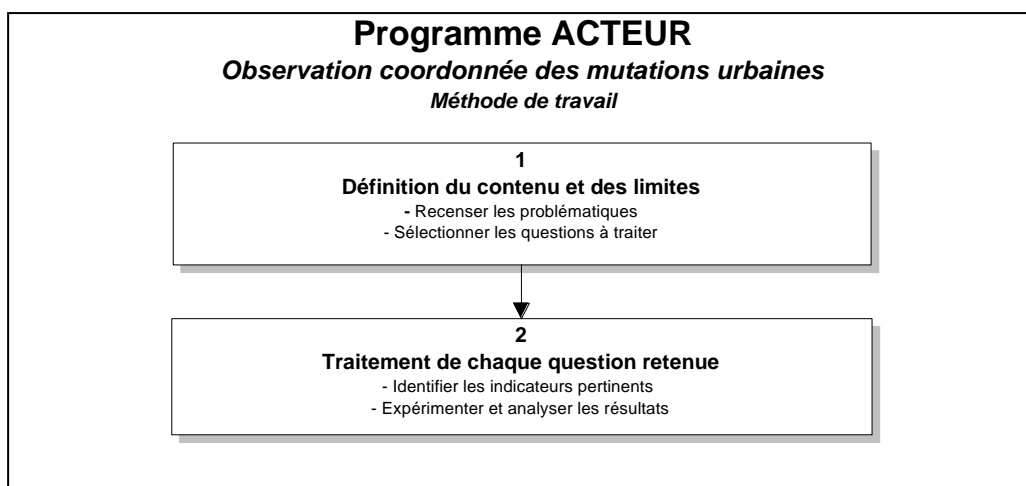 Programme ACTEUR
Observation coordonnée des mutations urbaines
Méthode de travail
1
Définition du contenu et des limites
- Recenser les problématiques
- Sélectionner les questions à traiter
2
Traitement de chaque question retenue
- Identifier les indicateurs pertinents
- Expérimenter et analyser les résultats